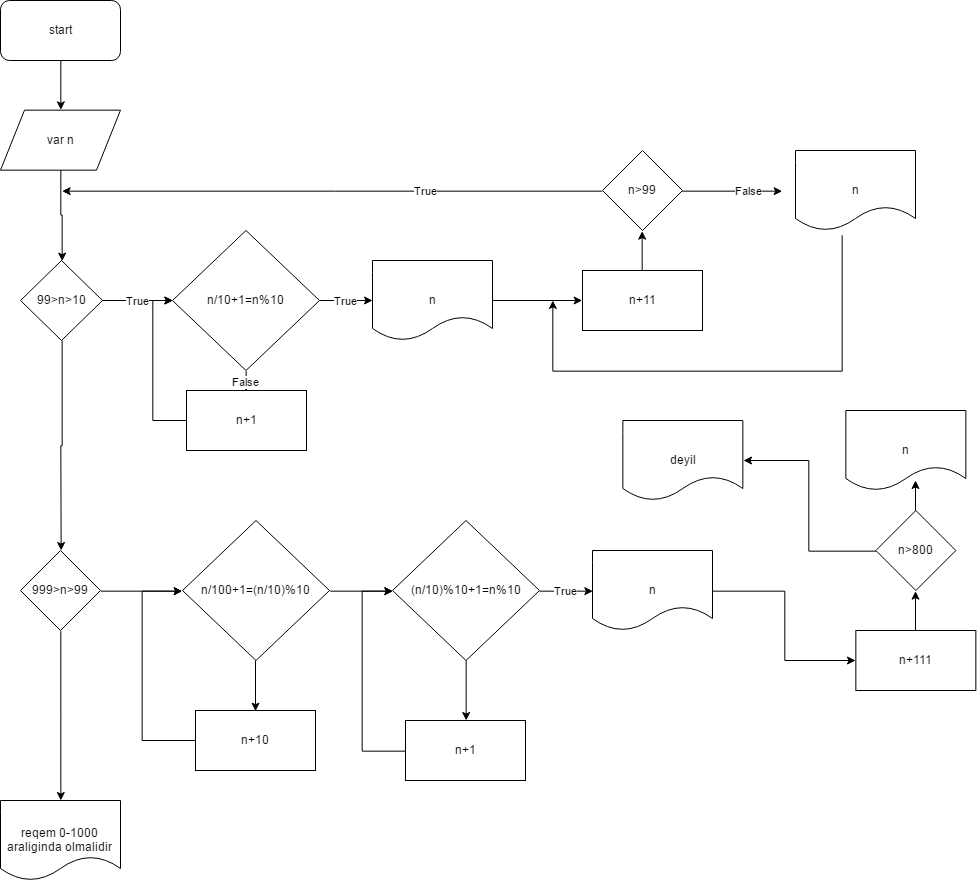 start
var n
n>99
True
False
n
99>n>10
True
n/10+1=n%10
True
n
n+11
False
n+1
deyil
n
n>800
999>n>99
n/100+1=(n/10)%10
(n/10)%10+1=n%10
True
n
n+111
n+10
n+1
reqem 0-1000
araliginda olmalidir